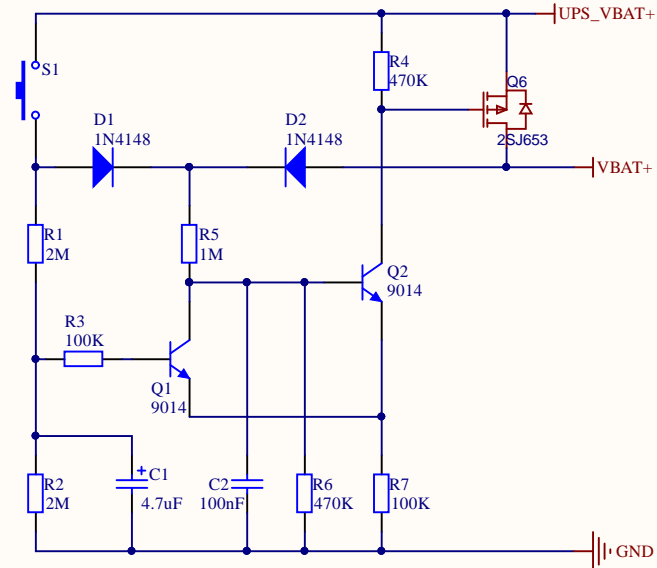 UPS_VBAT+
S1
R4
470K
Q6
2SJ653
D1
1N4148
D2
1N4148
VBAT+
R1
2M
R5
1M
Q2
9014
R3
100K
Q1
9014
R2
2M
+
C1
4.7uF
C2
100nF
R6
470K
R7
100K
GND